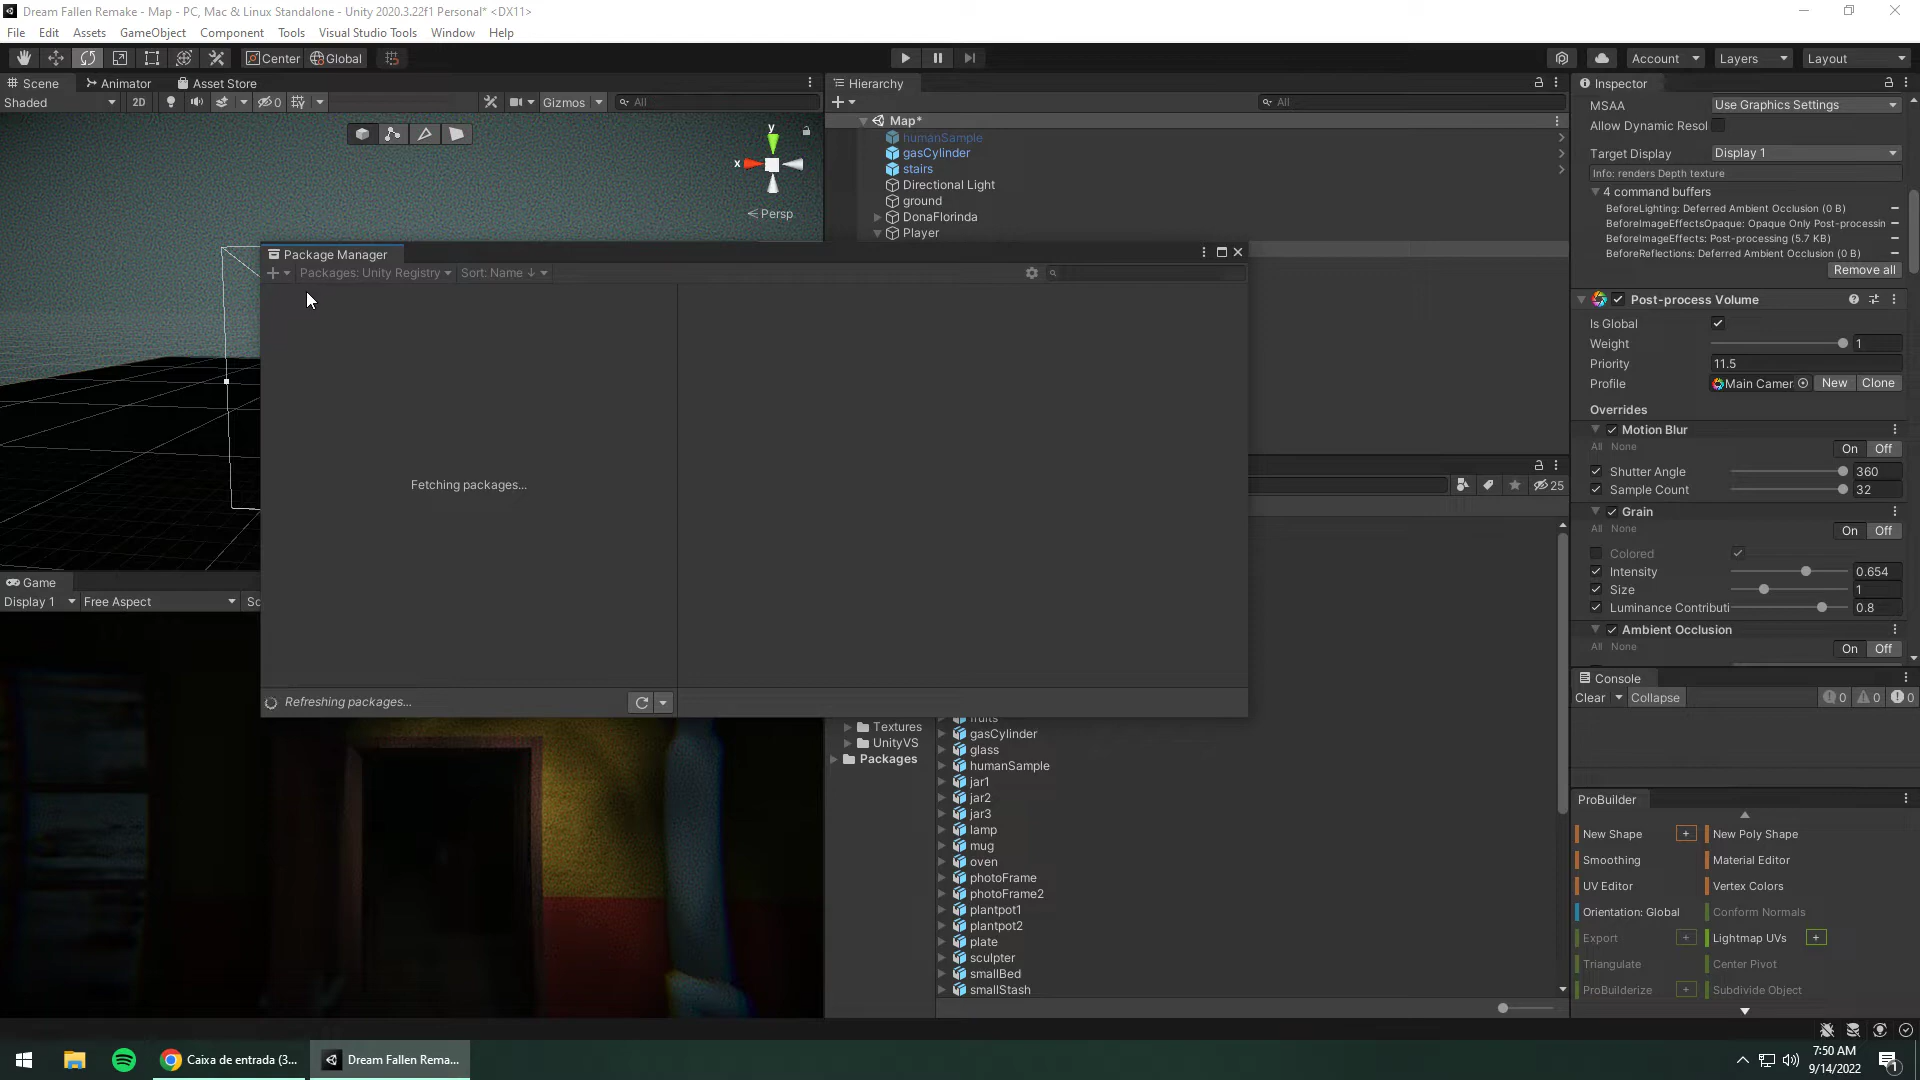 Dream Fallen Remake - Map - PC, Mac & Linux Standalone - Unity 2020.3.22f1 Personal* <DX11>
File Edit Assets GameObject Component Tools Visual Studio Tools Window Help
Center Global
Account Layers Layout
Scene Animator Asset Store
Shaded 2D 0 Gizmos All
y
x
Persp
Hierarchy
All
Map*
humanSample
gasCylinder
stairs
Directional Light
ground
DonaFlorinda
Player
Package Manager
Packages: Unity Registry Sort: Name ↓
Fetching packages...
Refreshing packages...
25
Game
Display 1 Free Aspect Sc
Textures
UnityVS
Packages
fruits
gasCylinder
glass
humanSample
jar1
jar2
jar3
lamp
mug
oven
photoFrame
photoFrame2
plantpot1
plantpot2
plate
sculpter
smallBed
smallStash
Inspector
MSAA Use Graphics Settings
Allow Dynamic Resol
Target Display Display 1
Info: renders Depth texture
4 command buffers
BeforeLighting: Deferred Ambient Occlusion (0 B)
BeforeImageEffectsOpaque: Opaque Only Post-processin
BeforeImageEffects: Post-processing (5.7 KB)
BeforeReflections: Deferred Ambient Occlusion (0 B)
Remove all
Post-process Volume
Is Global
Weight 1
Priority 11.5
Profile Main Camer New Clone
Overrides
Motion Blur
All None On Off
Shutter Angle 360
Sample Count 32
Grain
All None On Off
Colored
Intensity 0.654
Size 1
Luminance Contributi 0.8
Ambient Occlusion
All None On Off
Console
Clear Collapse 0 0 0
ProBuilder
New Shape + New Poly Shape
Smoothing Material Editor
UV Editor Vertex Colors
Orientation: Global Conform Normals
Export + Lightmap UVs +
Triangulate Center Pivot
ProBuilderize + Subdivide Object
Caixa de entrada (3... Dream Fallen Rema...
7:50 AM
9/14/2022
1